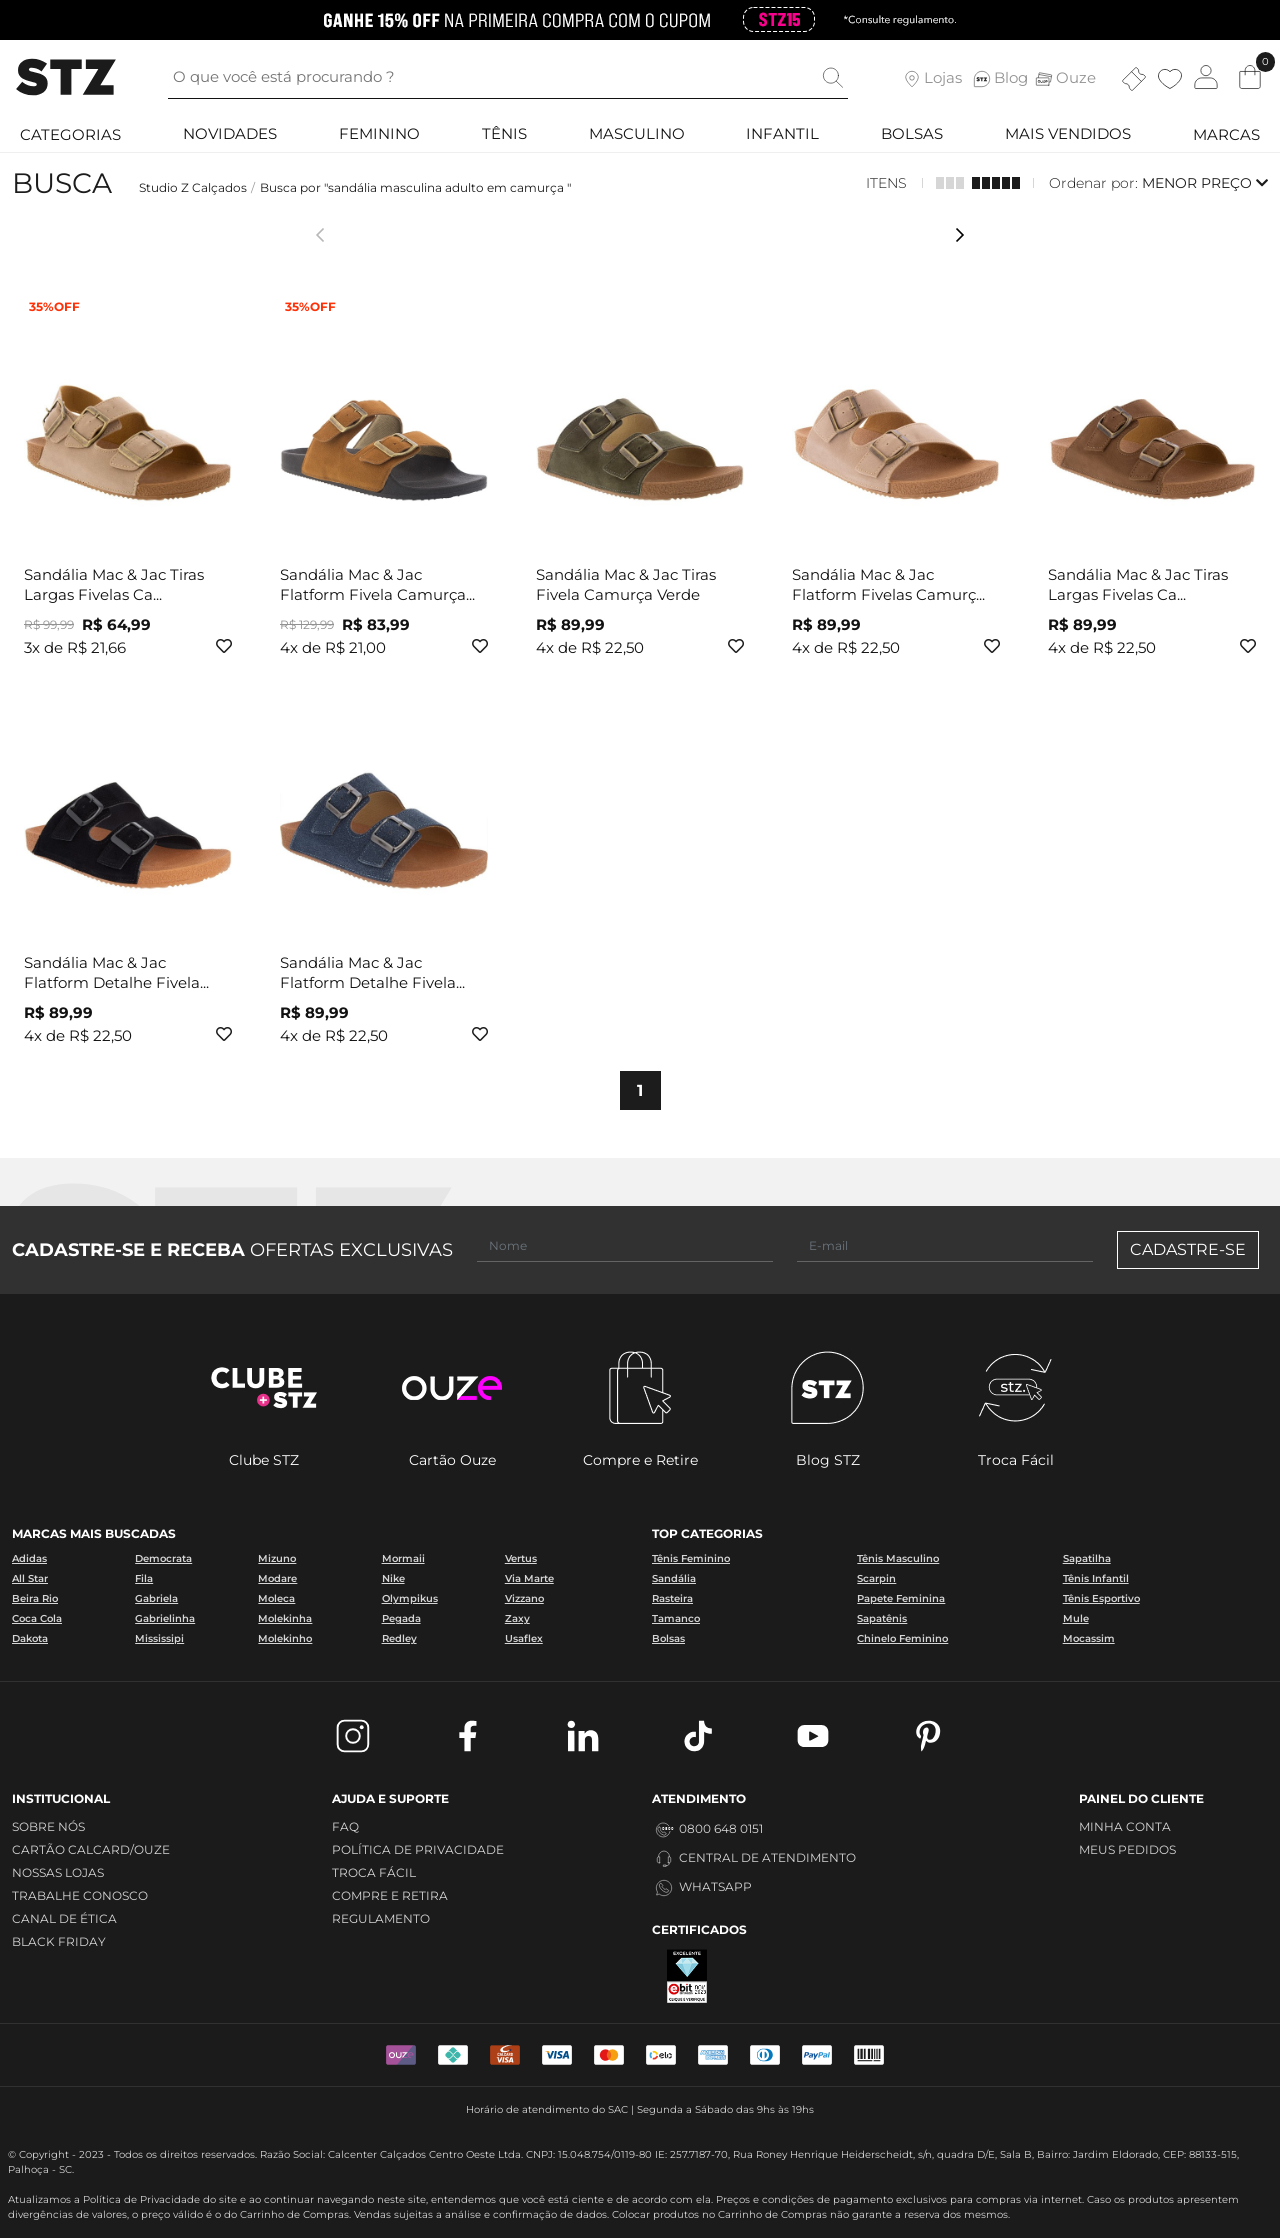 GANHE 15% OFF NA PRIMEIRA COMPRA COM O CUPOM STZ15 *Consulte regulamento.
STZ
O que você está procurando ?
Lojas
STZ Blog
Ouze
0
CATEGORIAS NOVIDADES FEMININO TÊNIS MASCULINO INFANTIL BOLSAS MAIS VENDIDOS MARCAS
BUSCA
Studio Z Calçados / Busca por "sandália masculina adulto em camurça "
ITENS
Ordenar por: MENOR PREÇO
35%OFF
Sandália Mac & Jac Tiras
Largas Fivelas Ca...
R$ 99,99 R$ 64,99
3x de R$ 21,66
35%OFF
Sandália Mac & Jac
Flatform Fivela Camurça...
R$ 129,99 R$ 83,99
4x de R$ 21,00
Sandália Mac & Jac Tiras
Fivela Camurça Verde
R$ 89,99
4x de R$ 22,50
Sandália Mac & Jac
Flatform Fivelas Camurç...
R$ 89,99
4x de R$ 22,50
Sandália Mac & Jac Tiras
Largas Fivelas Ca...
R$ 89,99
4x de R$ 22,50
Sandália Mac & Jac
Flatform Detalhe Fivela...
R$ 89,99
4x de R$ 22,50
Sandália Mac & Jac
Flatform Detalhe Fivela...
R$ 89,99
4x de R$ 22,50
1
CADASTRE-SE E RECEBA OFERTAS EXCLUSIVAS
Nome
E-mail
CADASTRE-SE
CLUBE
+STZ
Clube STZ
OUZe
Cartão Ouze
Compre e Retire
STZ
Blog STZ
stz.
Troca Fácil
MARCAS MAIS BUSCADAS
Adidas Democrata Mizuno Mormaii Vertus
All Star Fila Modare Nike Via Marte
Beira Rio Gabriela Moleca Olympikus Vizzano
Coca Cola Gabrielinha Molekinha Pegada Zaxy
Dakota Mississipi Molekinho Redley Usaflex
TOP CATEGORIAS
Tênis Feminino Tênis Masculino Sapatilha
Sandália Scarpin Tênis Infantil
Rasteira Papete Feminina Tênis Esportivo
Tamanco Sapatênis Mule
Bolsas Chinelo Feminino Mocassim
INSTITUCIONAL
SOBRE NÓS
CARTÃO CALCARD/OUZE
NOSSAS LOJAS
TRABALHE CONOSCO
CANAL DE ÉTICA
BLACK FRIDAY
AJUDA E SUPORTE
FAQ
POLÍTICA DE PRIVACIDADE
TROCA FÁCIL
COMPRE E RETIRA
REGULAMENTO
ATENDIMENTO
0800 648 0151
CENTRAL DE ATENDIMENTO
WHATSAPP
CERTIFICADOS
EXCELENTE
ebit
PAINEL DO CLIENTE
MINHA CONTA
MEUS PEDIDOS
OUZ VISA VISA elo PayPal
Horário de atendimento do SAC | Segunda a Sábado das 9hs às 19hs
© Copyright - 2023 - Todos os direitos reservados. Razão Social: Calcenter Calçados Centro Oeste Ltda. CNPJ: 15.048.754/0119-80 IE: 257.7187-70, Rua Roney Henrique Heiderscheidt, s/n, quadra D/E, Sala B, Bairro: Jardim Eldorado, CEP: 88133-515,
Palhoça - SC.
Atualizamos a Política de Privacidade do site e ao continuar navegando neste site, entendemos que você está ciente e de acordo com ela. Preços e condições de pagamento exclusivos para compras via internet. Caso os produtos apresentem
divergências de valores, o preço válido é o do Carrinho de Compras. Vendas sujeitas a análise e confirmação de dados. Colocar produtos no Carrinho de Compras não garante a reserva dos mesmos.